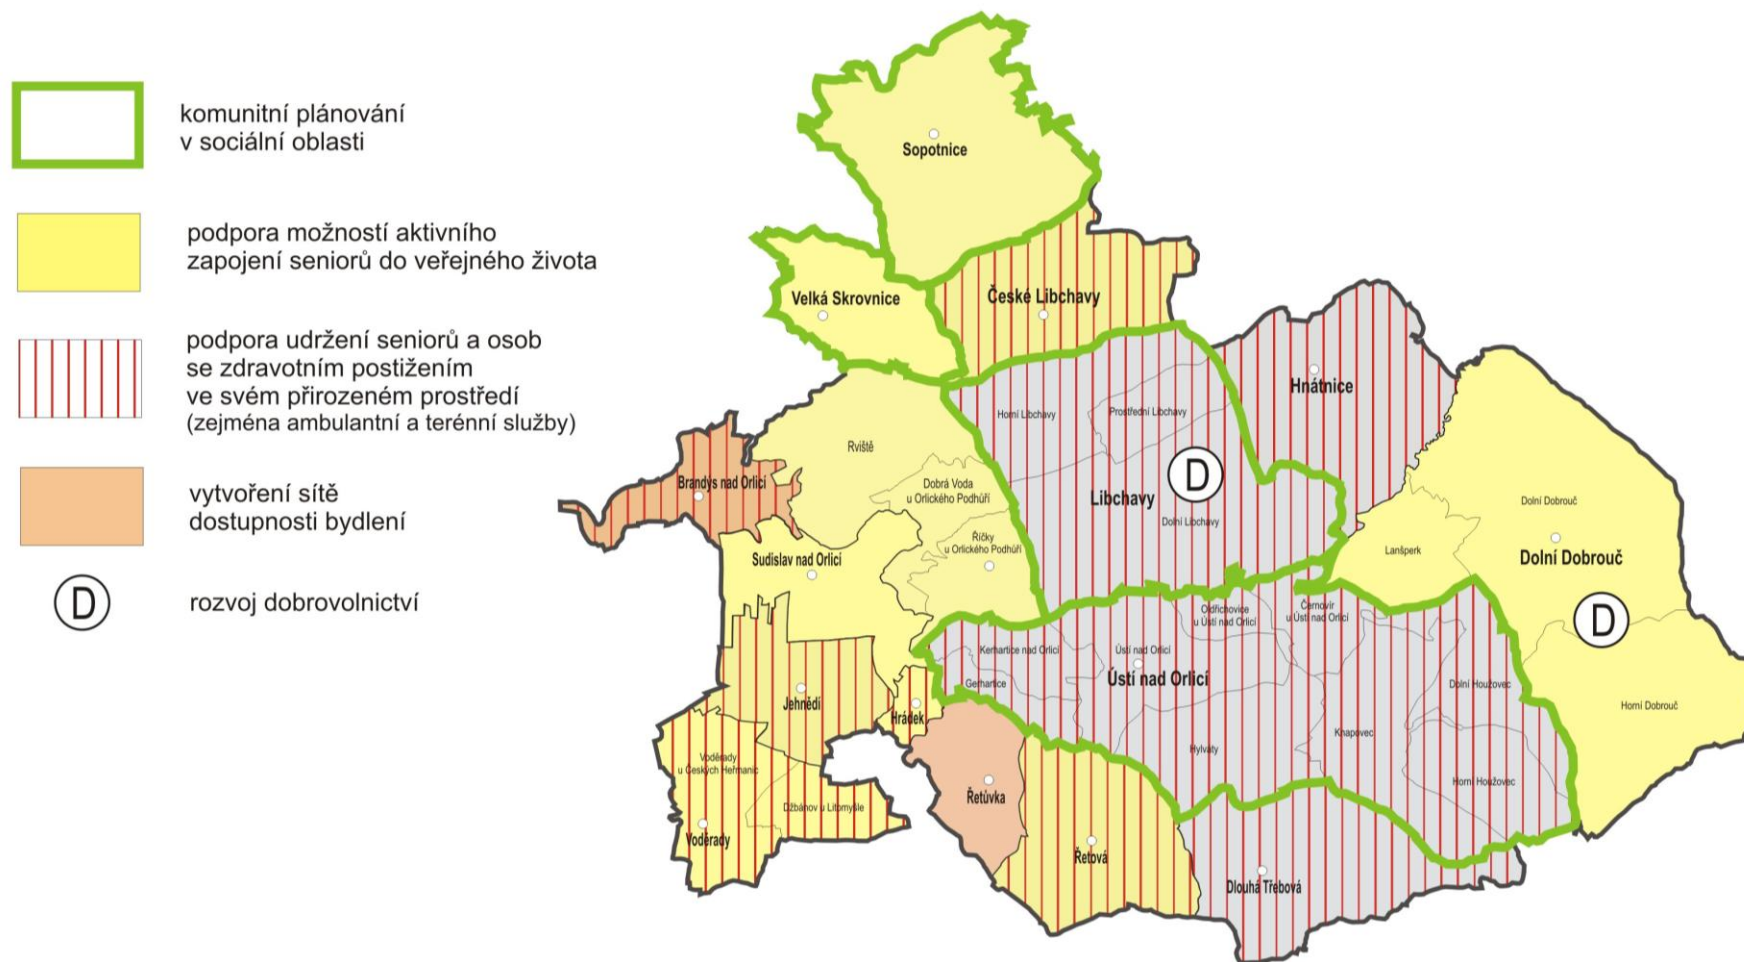 komunitní plánování
v sociální oblasti
podpora možností aktivního
zapojení seniorů do veřejného života
podpora udržení seniorů a osob
se zdravotním postižením
ve svém přirozeném prostředí
(zejména ambulantní a terénní služby)
vytvoření sítě
dostupnosti bydlení
D
rozvoj dobrovolnictví
Sopotnice
Velká Skrovnice
České Libchavy
Hnátnice
Horní Libchavy
Prostřední Libchavy
Rviště
D
Brandýs nad Orlicí
Dobrá Voda
u Orlického Podhůří
Libchavy
Dolní Libchavy
Dolní Dobrouč
Říčky
u Orlického Podhůří
Lanšperk
Dolní Dobrouč
Sudislav nad Orlicí
Oldřichovice
u Ústí nad Orlicí
Černovír
u Ústí nad Orlicí
D
Kerhartice nad Orlicí
Ústí nad Orlicí
Ústí nad Orlicí
Gerhartice
Dolní Houžovec
Jehnědí
Hrádek
Horní Dobrouč
Knapovec
Hylváty
Voděrady
u Českých Heřmanic
Horní Houžovec
Řetůvka
Džbánov u Litomyšle
Voděrady
Řetová
Dlouhá Třebová